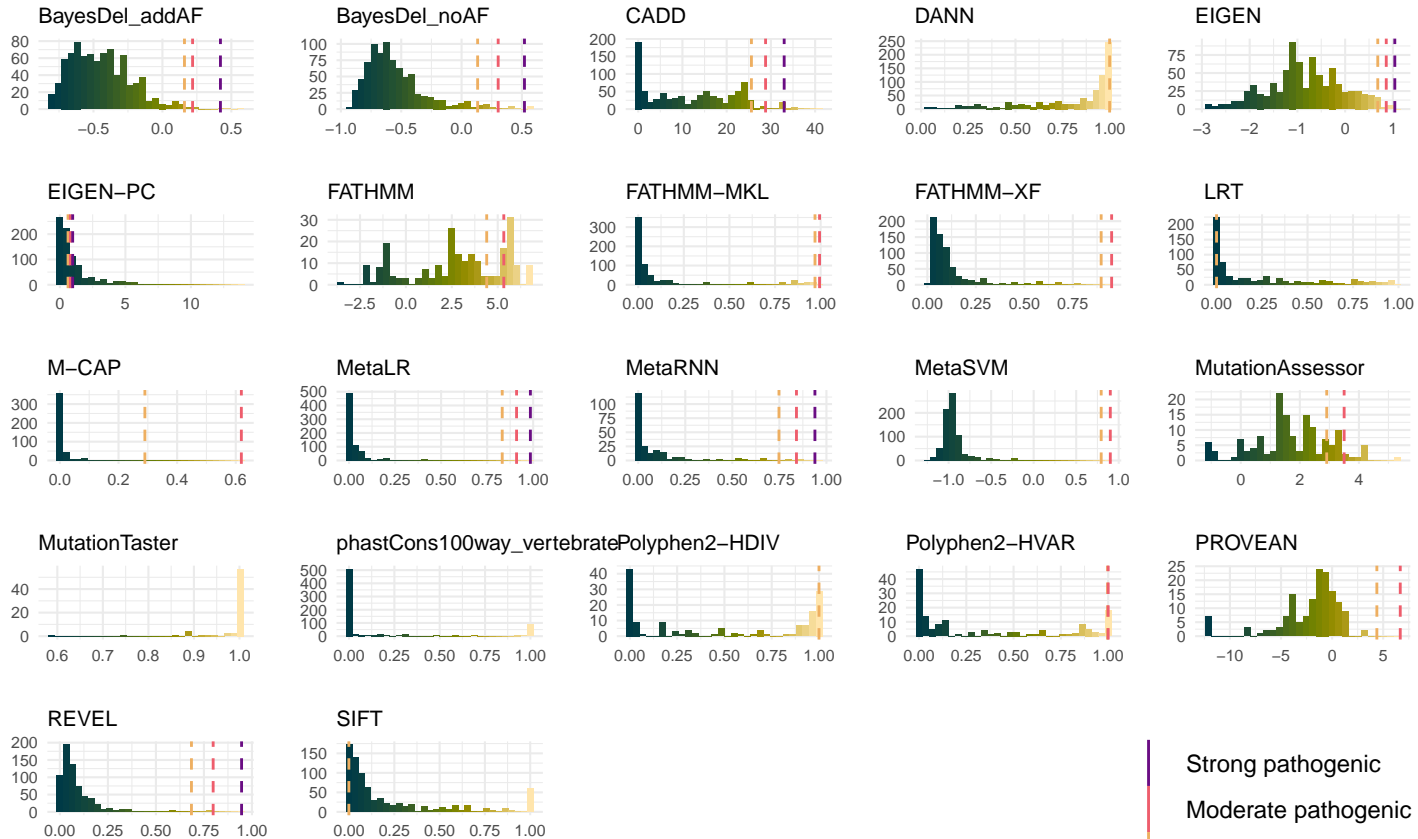 BayesDel_addAF BayesDel_noAF CADD DANN EIGEN
80 60 40 20 0 −0.5 0.0 0.5
100 75 50 25 0 −1.0 −0.5 0.0 0.5
200 150 100 50 0 0 10 20 30 40
250 200 150 100 50 0 0.00 0.25 0.50 0.75 1.00
75 50 25 0 −3 −2 −1 0 1
EIGEN−PC FATHMM FATHMM−MKL FATHMM−XF LRT
200 100 0 0 5 10
30 20 10 0 −2.5 0.0 2.5 5.0
300 200 100 0 0.00 0.25 0.50 0.75 1.00
200 150 100 50 0 0.00 0.25 0.50 0.75
200 150 100 50 0 0.00 0.25 0.50 0.75 1.00
M−CAP MetaLR MetaRNN MetaSVM MutationAssessor
300 200 100 0 0.0 0.2 0.4 0.6
500 400 300 200 100 0 0.00 0.25 0.50 0.75 1.00
100 75 50 25 0 0.00 0.25 0.50 0.75 1.00
200 100 0 −1.0 −0.5 0.0 0.5 1.0
20 15 10 5 0 0 2 4
MutationTaster phastCons100way_vertebrate Polyphen2−HDIV Polyphen2−HVAR PROVEAN
40 20 0 0.6 0.7 0.8 0.9 1.0
500 400 300 200 100 0 0.00 0.25 0.50 0.75 1.00
40 30 20 10 0 0.00 0.25 0.50 0.75 1.00
40 30 20 10 0 0.00 0.25 0.50 0.75 1.00
25 20 15 10 5 0 −10 −5 0 5
REVEL SIFT
200 150 100 50 0 0.00 0.25 0.50 0.75 1.00
150 100 50 0 0.00 0.25 0.50 0.75 1.00
Strong pathogenic
Moderate pathogenic